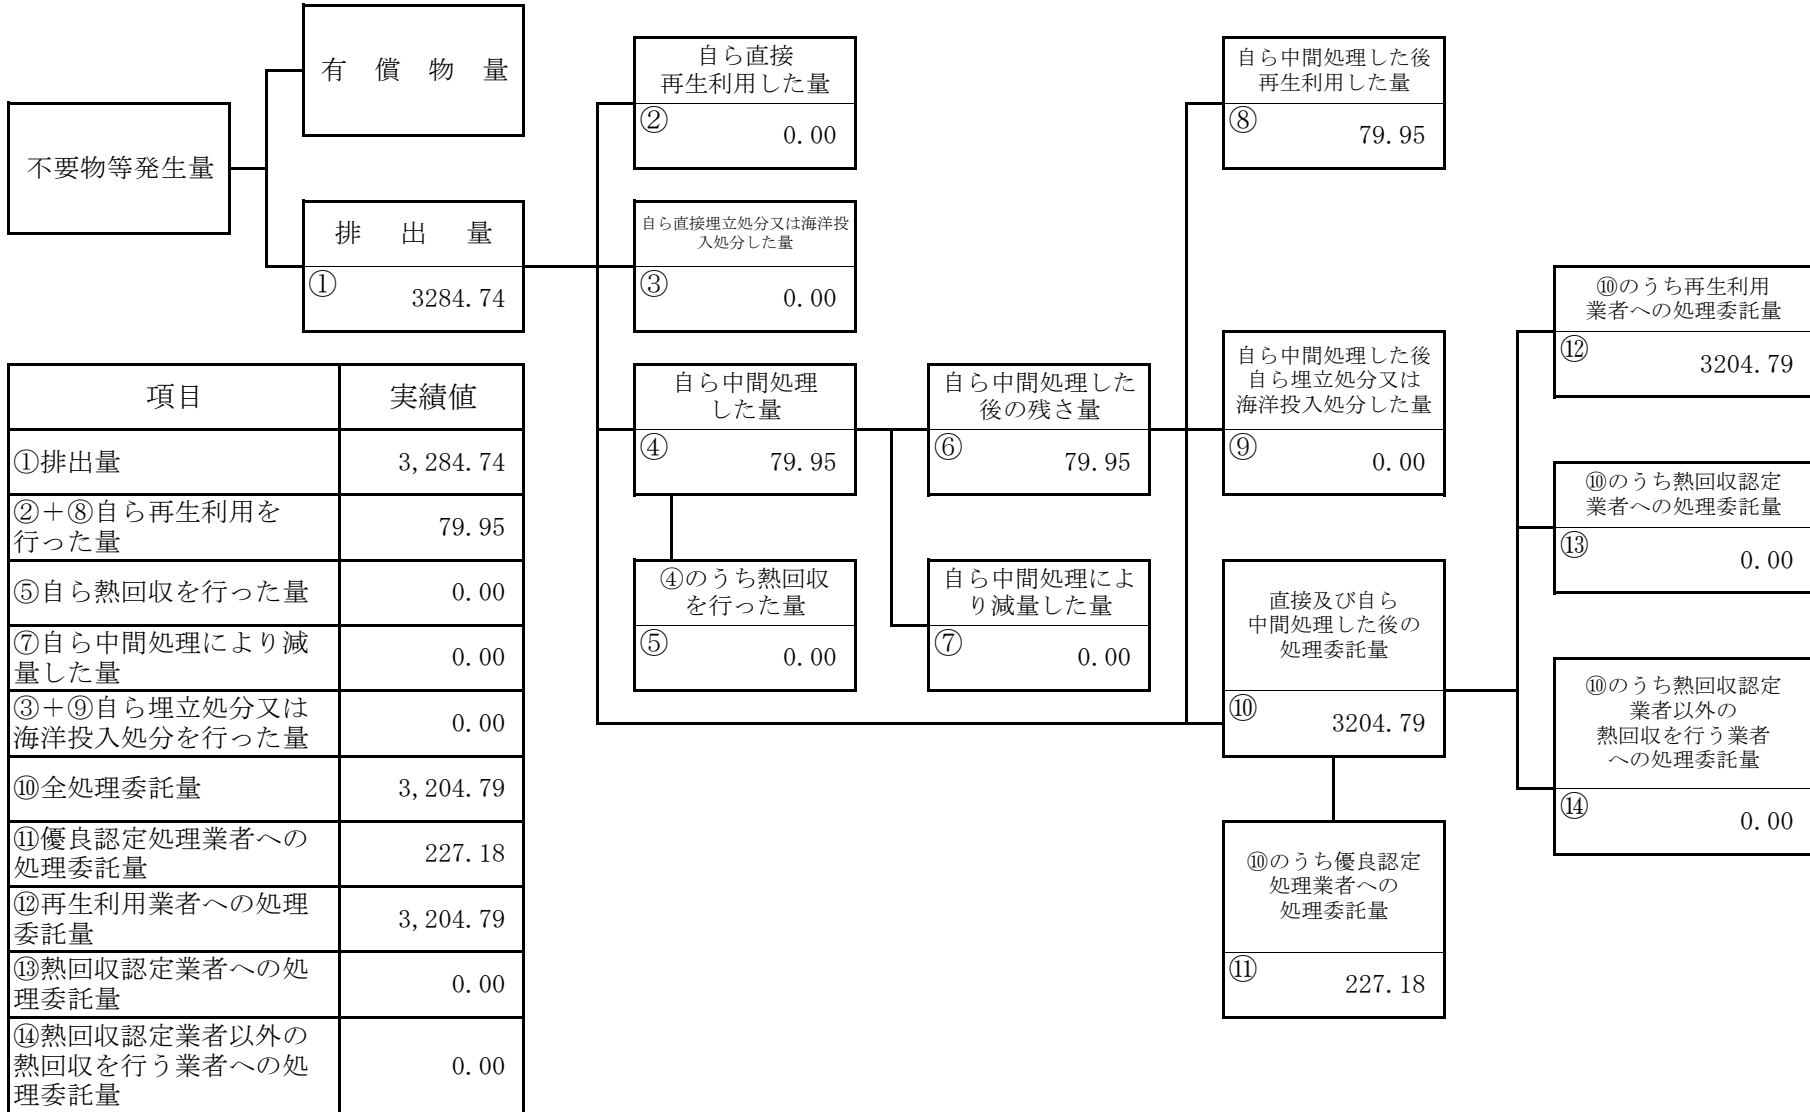 有 償 物 量
不要物等発生量
排 出 量
① 3284.74
自ら直接
再生利用した量
② 0.00
自ら直接埋立処分又は海洋投
入処分した量
③ 0.00
自ら中間処理
した量
④ 79.95
④のうち熱回収
を行った量
⑤ 0.00
自ら中間処理した
後の残さ量
⑥ 79.95
自ら中間処理によ
り減量した量
⑦ 0.00
自ら中間処理した後
再生利用した量
⑧ 79.95
自ら中間処理した後
自ら埋立処分又は
海洋投入処分した量
⑨ 0.00
直接及び自ら
中間処理した後の
処理委託量
⑩ 3204.79
⑩のうち優良認定
処理業者への
処理委託量
⑪ 227.18
⑩のうち再生利用
業者への処理委託量
⑫ 3204.79
⑩のうち熱回収認定
業者への処理委託量
⑬ 0.00
⑩のうち熱回収認定
業者以外の
熱回収を行う業者
への処理委託量
⑭ 0.00
項目 実績値
①排出量 3,284.74
②+⑧自ら再生利用を
行った量 79.95
⑤自ら熱回収を行った量 0.00
⑦自ら中間処理により減
量した量 0.00
③+⑨自ら埋立処分又は
海洋投入処分を行った量 0.00
⑩全処理委託量 3,204.79
⑪優良認定処理業者への
処理委託量 227.18
⑫再生利用業者への処理
委託量 3,204.79
⑬熱回収認定業者への処
理委託量 0.00
⑭熱回収認定業者以外の
熱回収を行う業者への処
理委託量 0.00